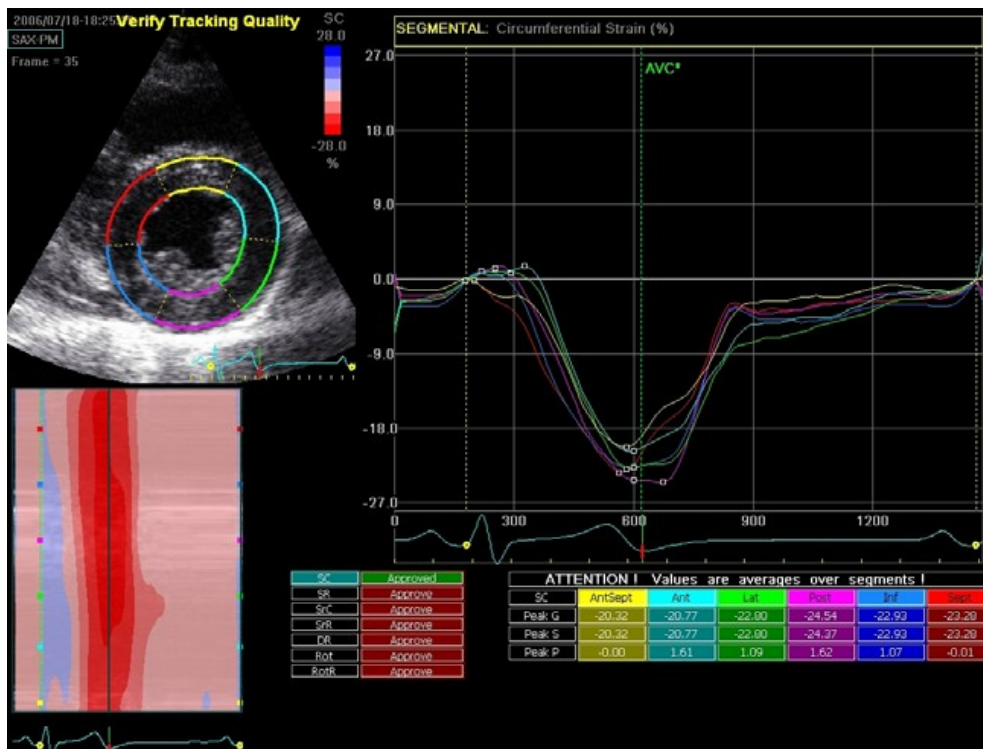 2006/07/18-18:25
Verify Tracking Quality
SAX-PM
Frame = 35
SC
28.0
-28.0
%
SEGMENTAL: Circumferential Strain (%)
27.0
18.0
9.0
0.0
-9.0
-18.0
-27.0
AVC*
0 300 600 900 1200
SC Approved
SR Approve
SrC Approve
SrR Approve
DR Approve
Rot Approve
RotR Approve
ATTENTION ! Values are averages over segments !
SC AntSept Ant Lat Post Inf Sept
Peak G -20.32 -20.77 -22.80 -24.54 -22.93 -23.28
Peak S -20.32 -20.77 -22.80 -24.37 -22.93 -23.28
Peak P -0.00 1.61 1.09 1.62 1.07 -0.01